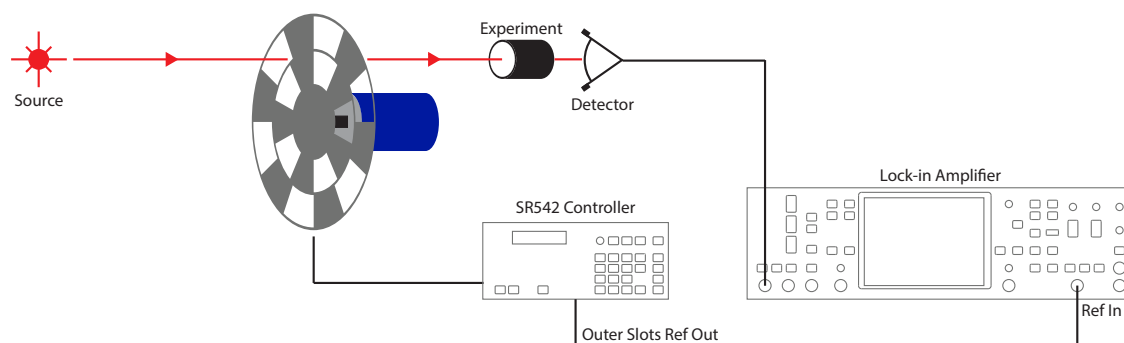 Experiment
Source
Detector
Lock-in Amplifier
SR542 Controller
Ref In
Outer Slots Ref Out